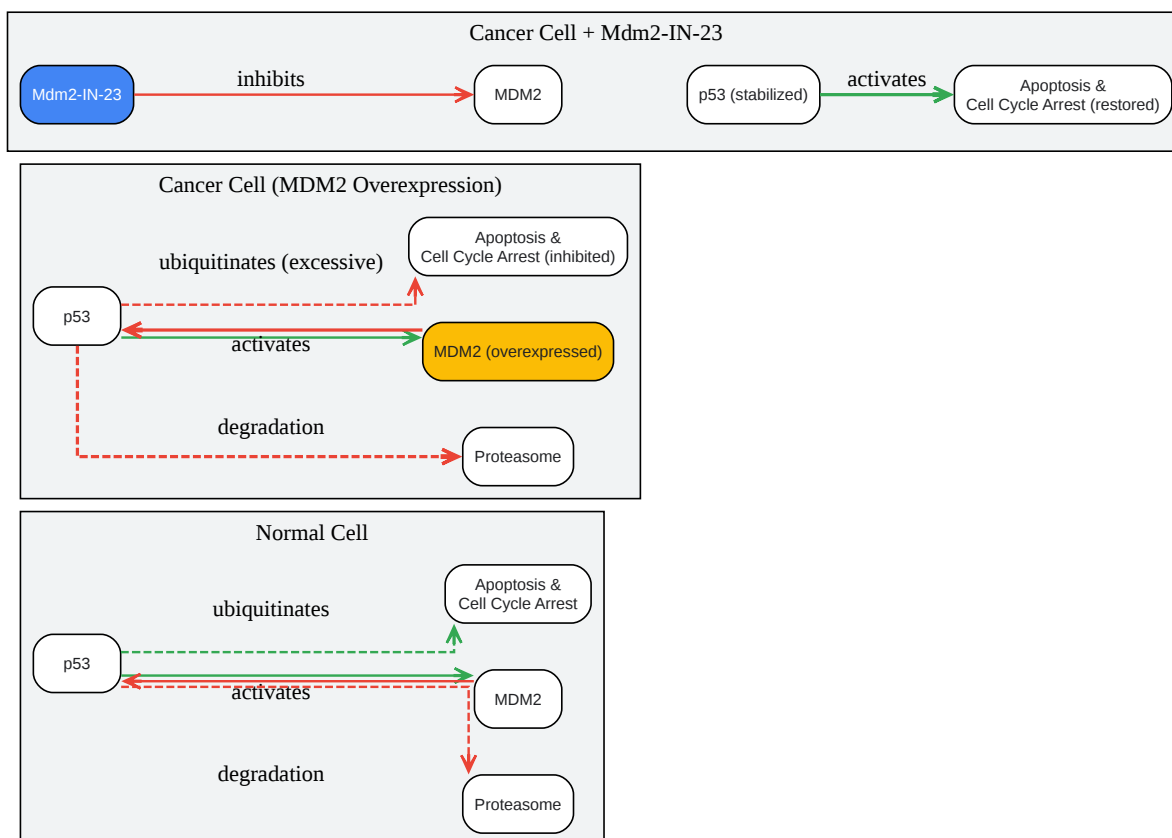 Cancer Cell + Mdm2-IN-23
inhibits
activates
Mdm2-IN-23
MDM2
p53 (stabilized)
Apoptosis &
Cell Cycle Arrest (restored)
Cancer Cell (MDM2 Overexpression)
Apoptosis &
Cell Cycle Arrest (inhibited)
ubiquitinates (excessive)
p53
activates
MDM2 (overexpressed)
degradation
Proteasome
Normal Cell
Apoptosis &
Cell Cycle Arrest
ubiquitinates
p53
activates
MDM2
degradation
Proteasome